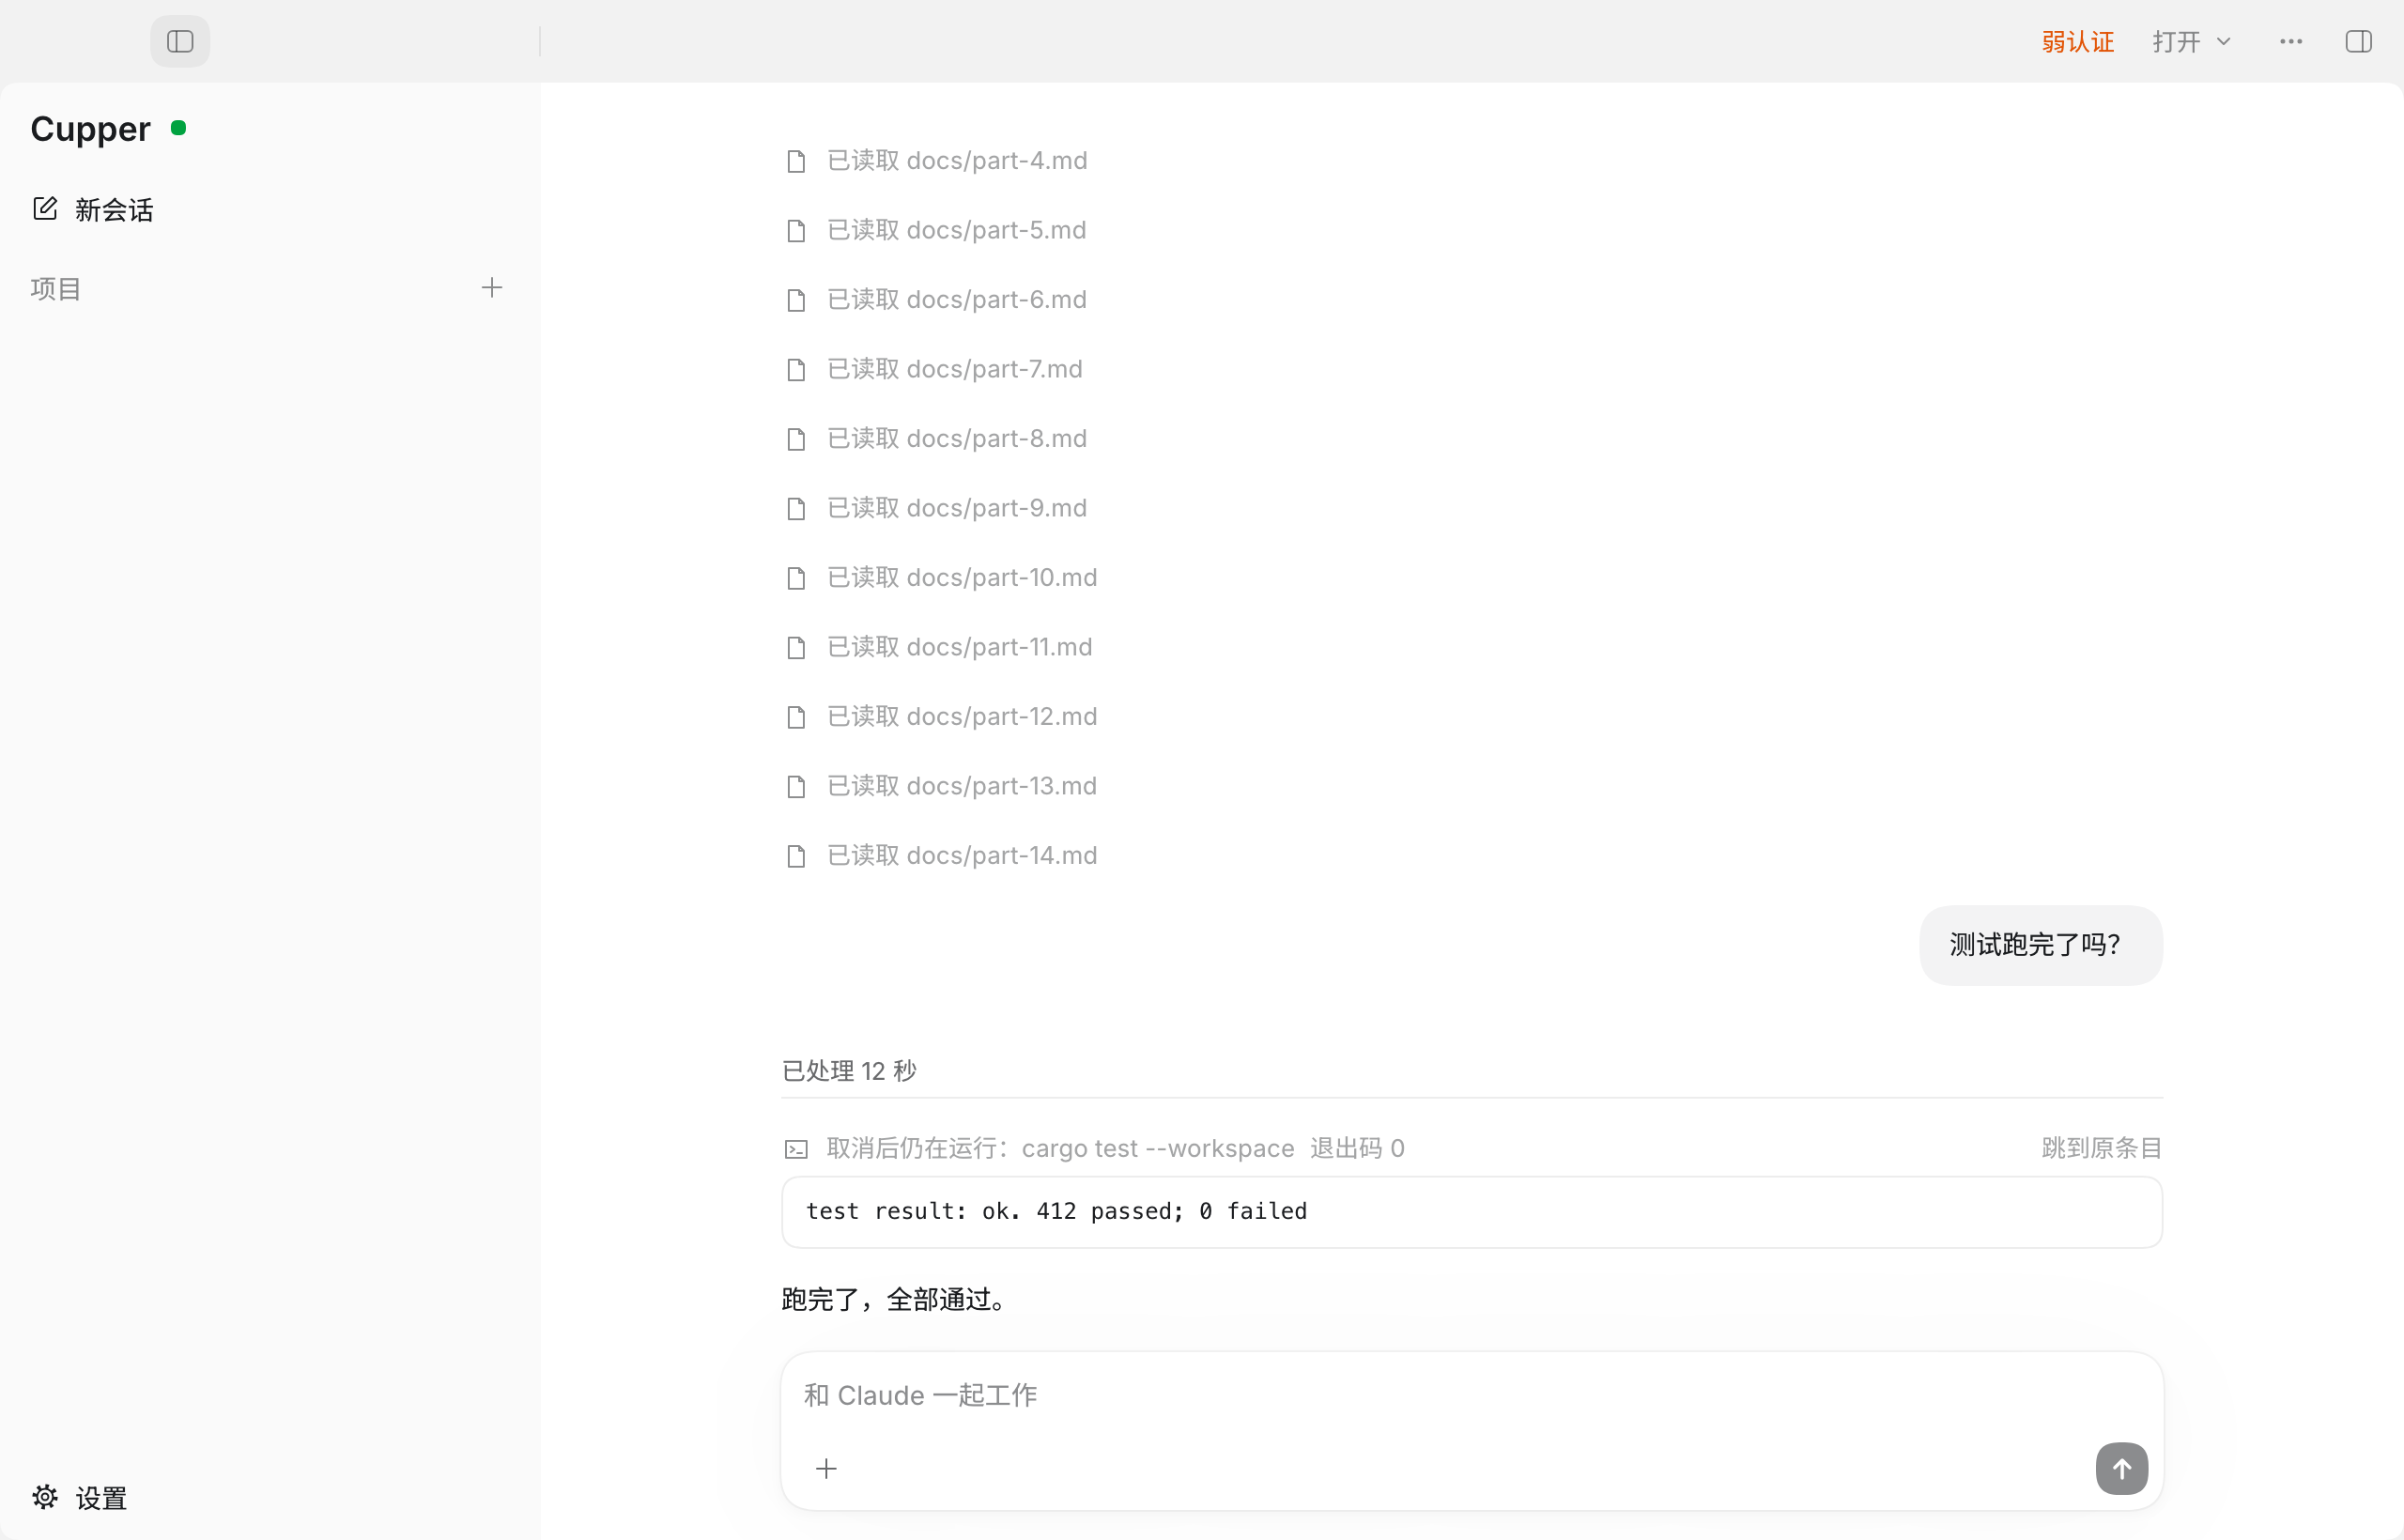 弱认证 打开
Cupper
新会话
项目
已读取 docs/part-4.md
已读取 docs/part-5.md
已读取 docs/part-6.md
已读取 docs/part-7.md
已读取 docs/part-8.md
已读取 docs/part-9.md
已读取 docs/part-10.md
已读取 docs/part-11.md
已读取 docs/part-12.md
已读取 docs/part-13.md
已读取 docs/part-14.md
测试跑完了吗？
已处理 12 秒
取消后仍在运行：cargo test --workspace 退出码 0 跳到原条目
test result: ok. 412 passed; 0 failed
跑完了，全部通过。
和 Claude 一起工作
设置